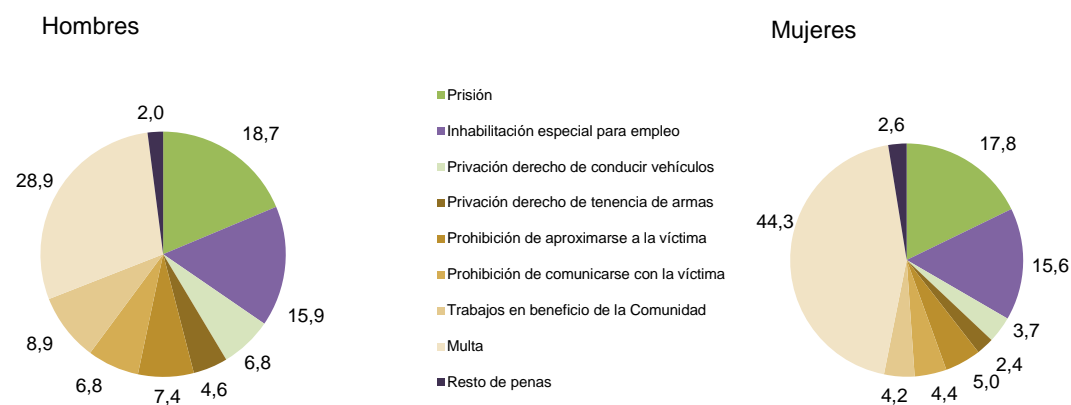 Hombres
2,0
18,7
28,9
15,9
8,9
6,8
6,8
7,4
4,6
Prisión
Inhabilitación especial para empleo
Privación derecho de conducir vehículos
Privación derecho de tenencia de armas
Prohibición de aproximarse a la víctima
Prohibición de comunicarse con la víctima
Trabajos en beneficio de la Comunidad
Multa
Resto de penas
Mujeres
2,6
17,8
44,3
15,6
3,7
2,4
5,0
4,4
4,2